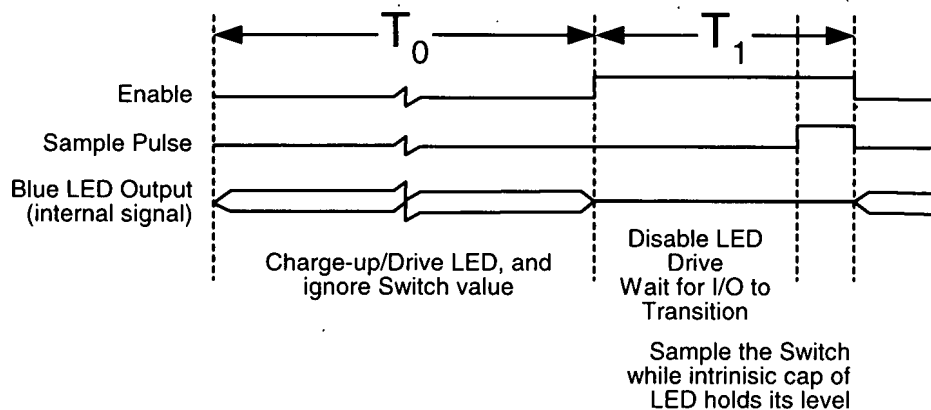 T0
T1
Enable
Sample Pulse
Blue LED Output
(internal signal)
Charge-up/Drive LED, and
ignore Switch value
Disable LED
Drive
Wait for I/O to
Transition
Sample the Switch
while intrinisic cap of
LED holds its level